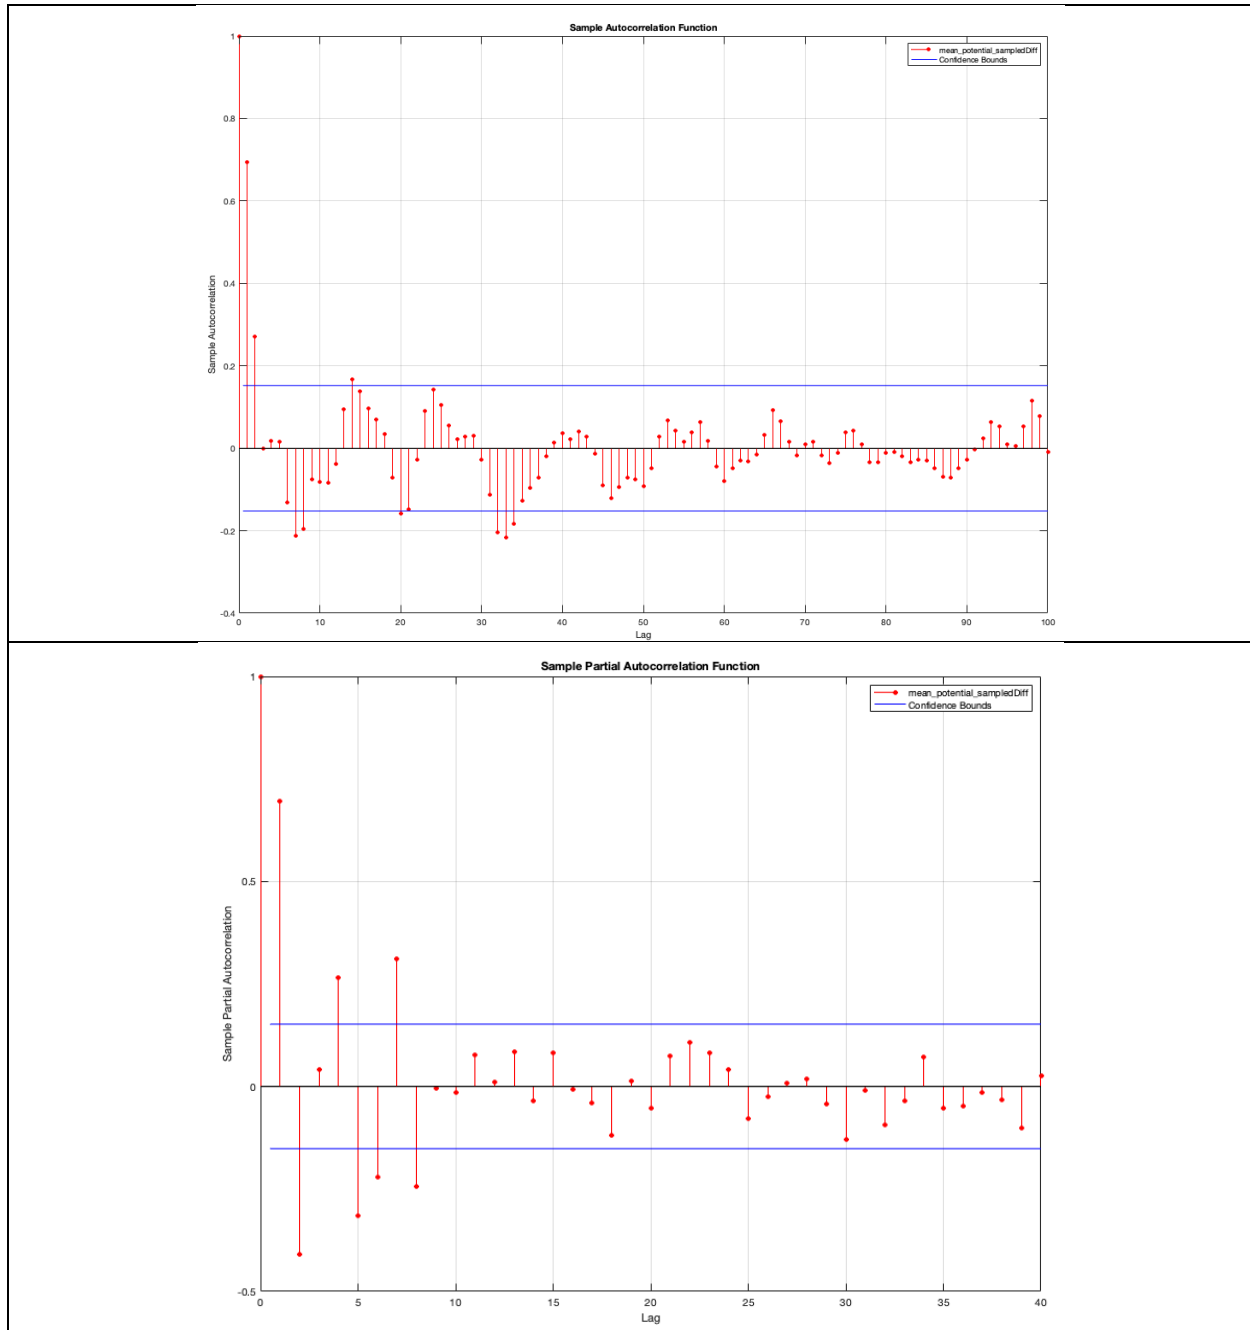 Sample Autocorrelation Function
mean_potential_sampledDiff
Confidence Bounds
Sample Autocorrelation
1
0.8
0.6
0.4
0.2
0
-0.2
-0.4
0 10 20 30 40 50 60 70 80 90 100
Lag
Sample Partial Autocorrelation Function
mean_potential_sampledDiff
Confidence Bounds
Sample Partial Autocorrelation
1
0.5
0
-0.5
0 5 10 15 20 25 30 35 40
Lag